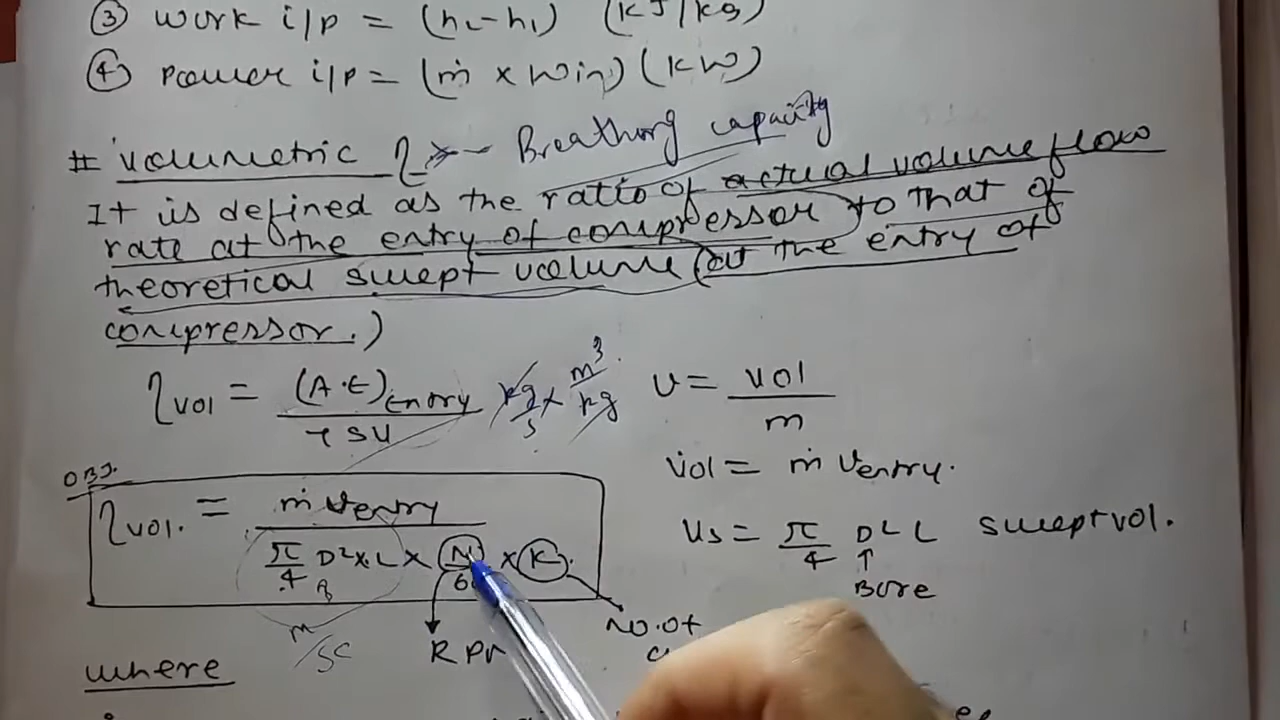 ③ work i/p = (h₂-h₁) (kJ/kg)
④ power i/p = (ṁ x Win) (kW)
# volumetric η - Breathing capacity
It is defined as the ratio of actual volume flow
rate at the entry of compressor to that of
theoretical swept volume (at the entry of
compressor.)
ηvol = (A.E)entry / TSV kg/s x m³/kg v = vol / m
OBJ.
vol = ṁ ventry.
ηvol. = ṁ ventry / π/4 D² x L x N/60 x K.
vs = π/4 D²L swept vol.
Bore
No. of
RPM
where